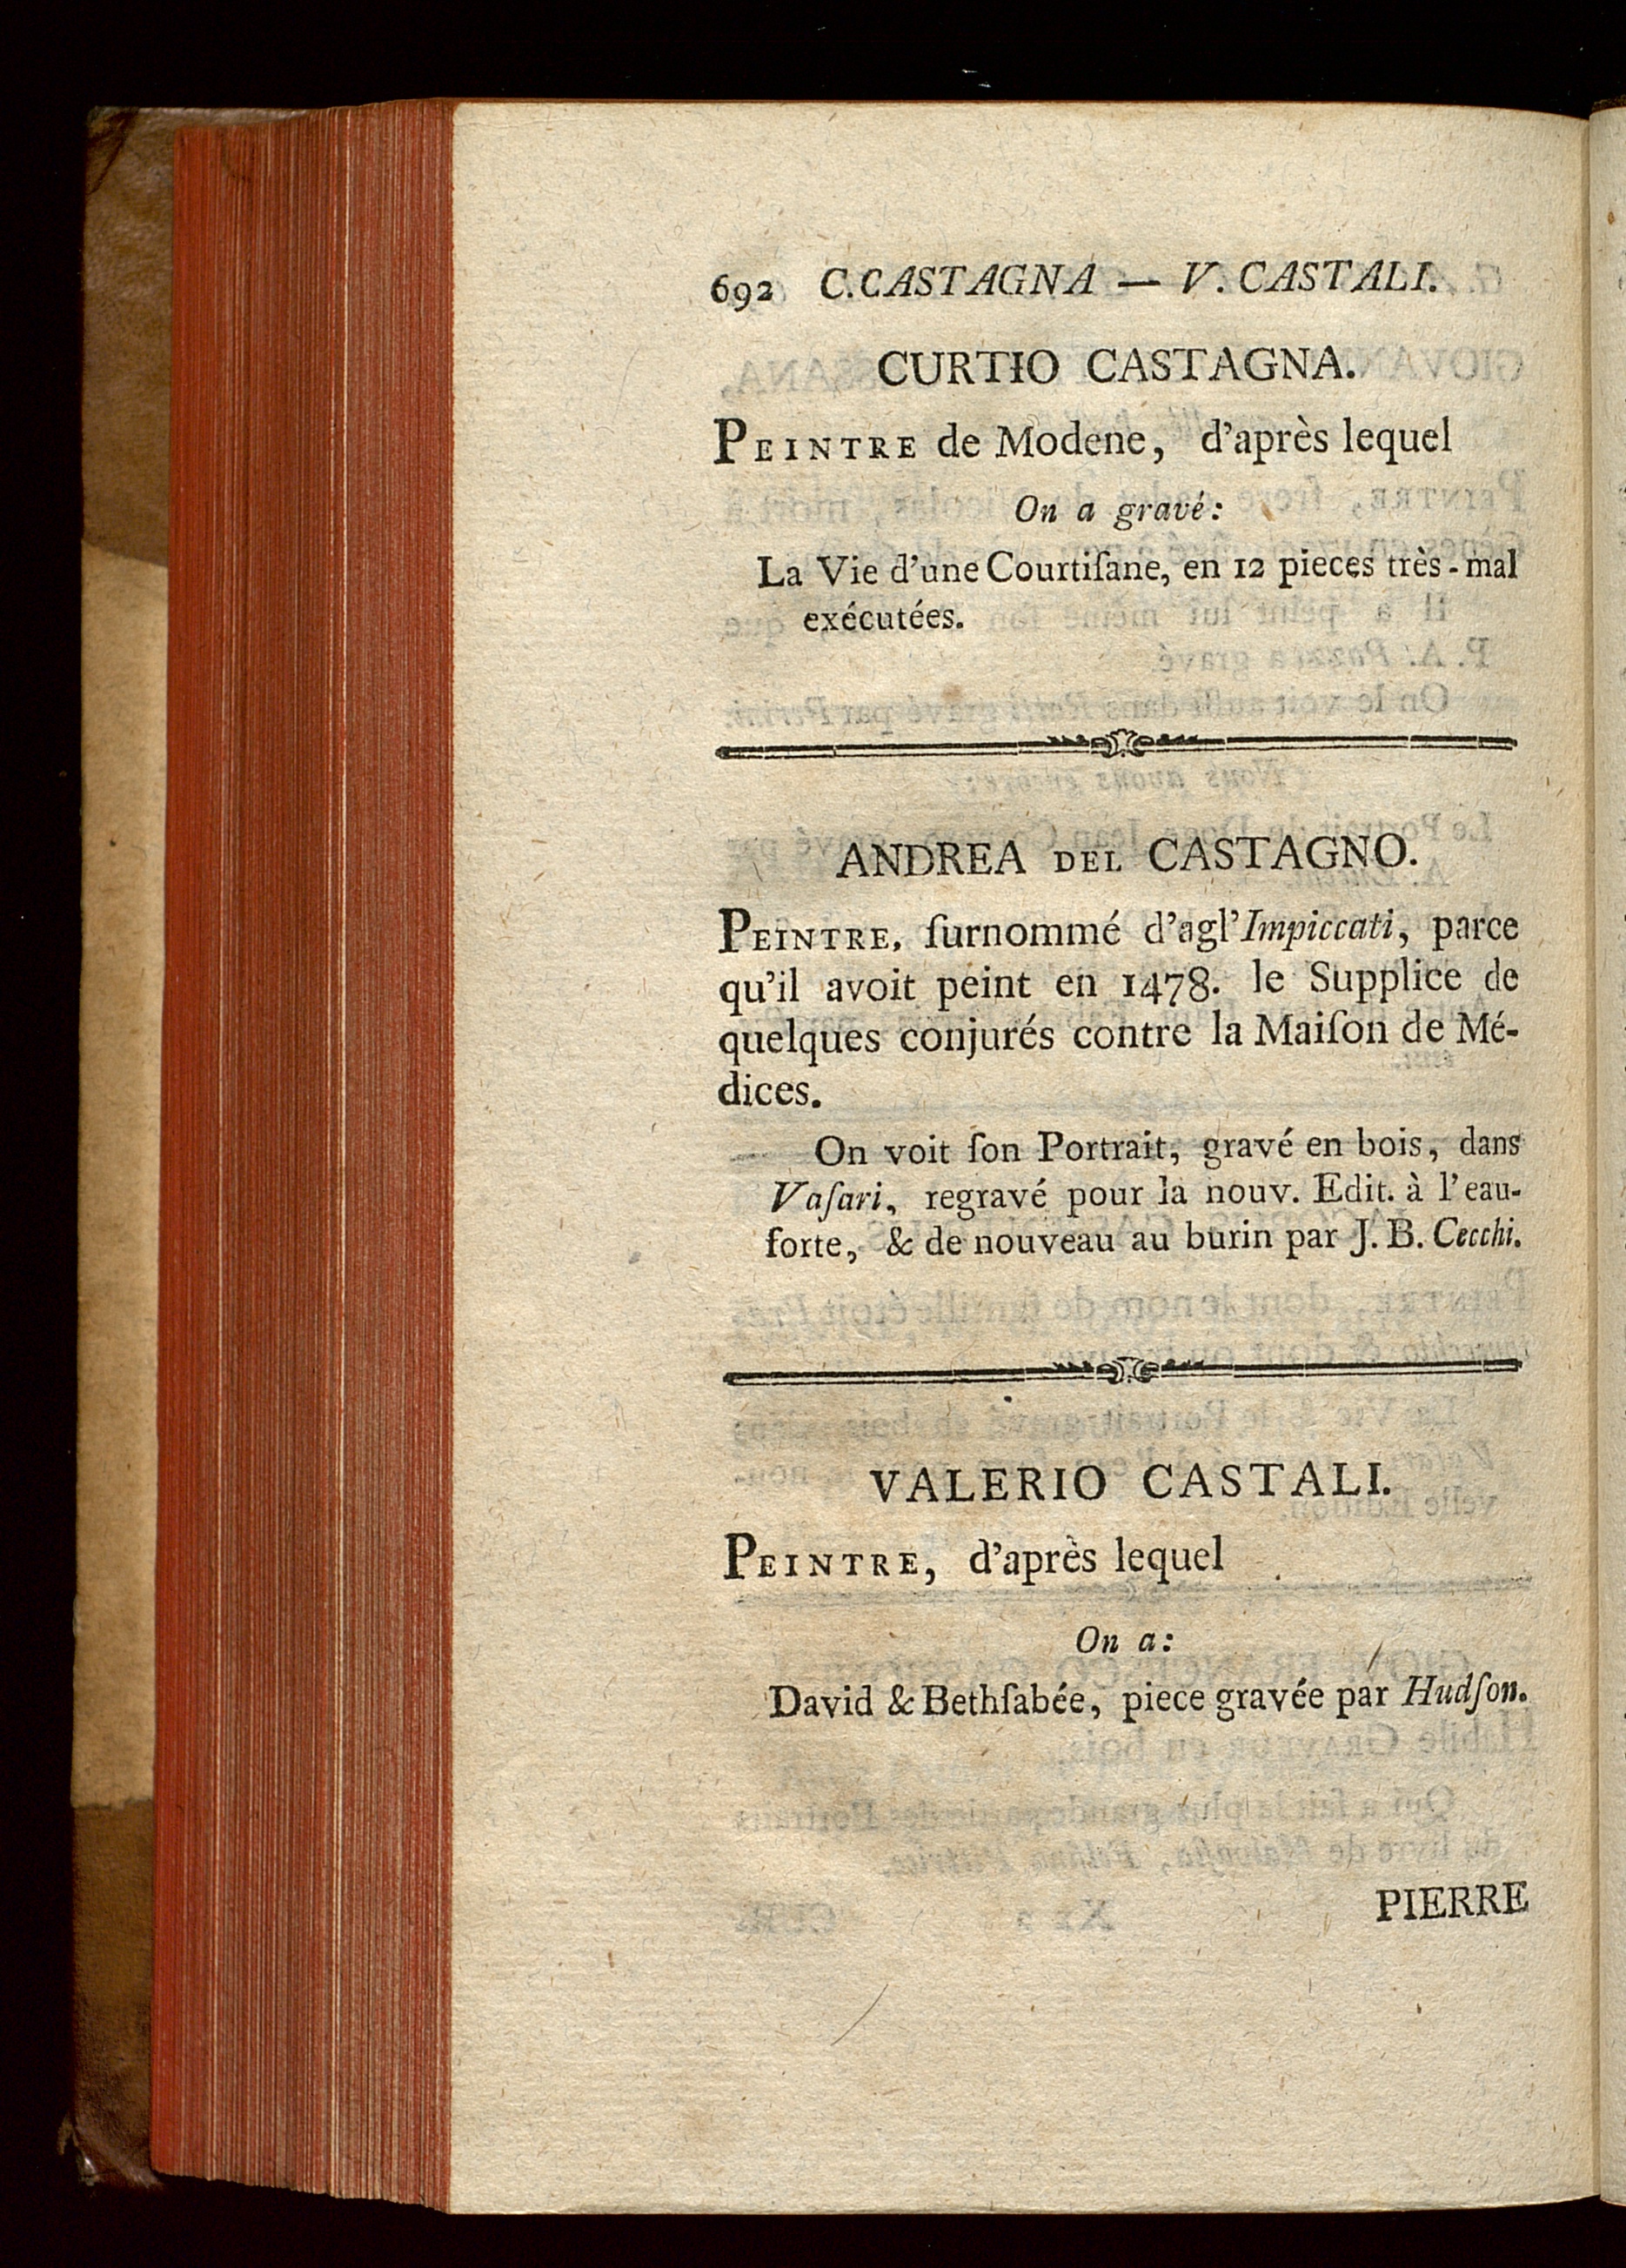 692 C. CASTAGNA — V. CASTALI.
CURTIO CASTAGNA.
PEINTRE de Modene, d'après lequel
On a gravé:
La Vie d'une Courtiſane, en 12 pieces très-mal
exécutées.
ANDREA DEL CASTAGNO.
PEINTRE, ſurnommé d'agl'Impiccati, parce
qu'il avoit peint en 1478. le Supplice de
quelques conjurés contre la Maiſon de Mé-
dices.
On voit ſon Portrait, gravé en bois, dans
Vaſari, regravé pour la nouv. Edit. à l'eau-
forte, & de nouveau au burin par J. B. Cecchi.
VALERIO CASTALI.
PEINTRE, d'après lequel
On a:
David & Bethſabée, piece gravée par Hudſon.
PIERRE